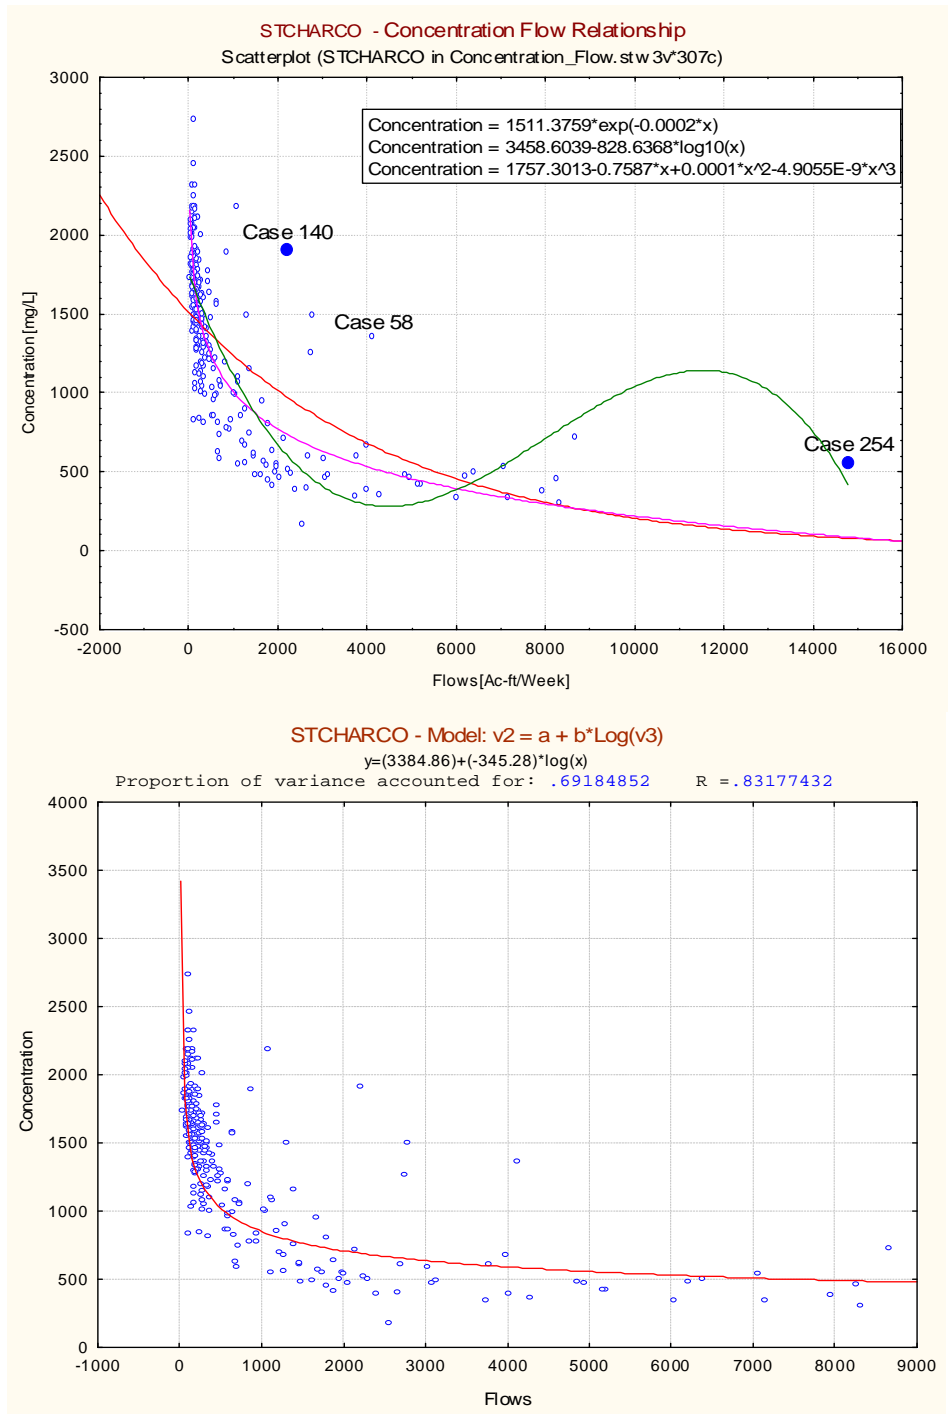 STCHARCO - Concentration Flow Relationship
Scatterplot (STCHARCO in Concentration_Flow.stw 3v*307c)
Concentration = 1511.3759*exp(-0.0002*x)
Concentration = 3458.6039-828.6368*log10(x)
Concentration = 1757.3013-0.7587*x+0.0001*x^2-4.9055E-9*x^3
3000
2500
2000
1500
1000
500
0
-500
Concentration [mg/L]
Case 140
Case 58
Case 254
-2000 0 2000 4000 6000 8000 10000 12000 14000 16000
Flows[Ac-ft/Week]
STCHARCO - Model: v2 = a + b*Log(v3)
y=(3384.86)+(-345.28)*log(x)
Proportion of variance accounted for: .69184852 R =.83177432
4000
3500
3000
2500
2000
1500
1000
500
0
Concentration
-1000 0 1000 2000 3000 4000 5000 6000 7000 8000 9000
Flows